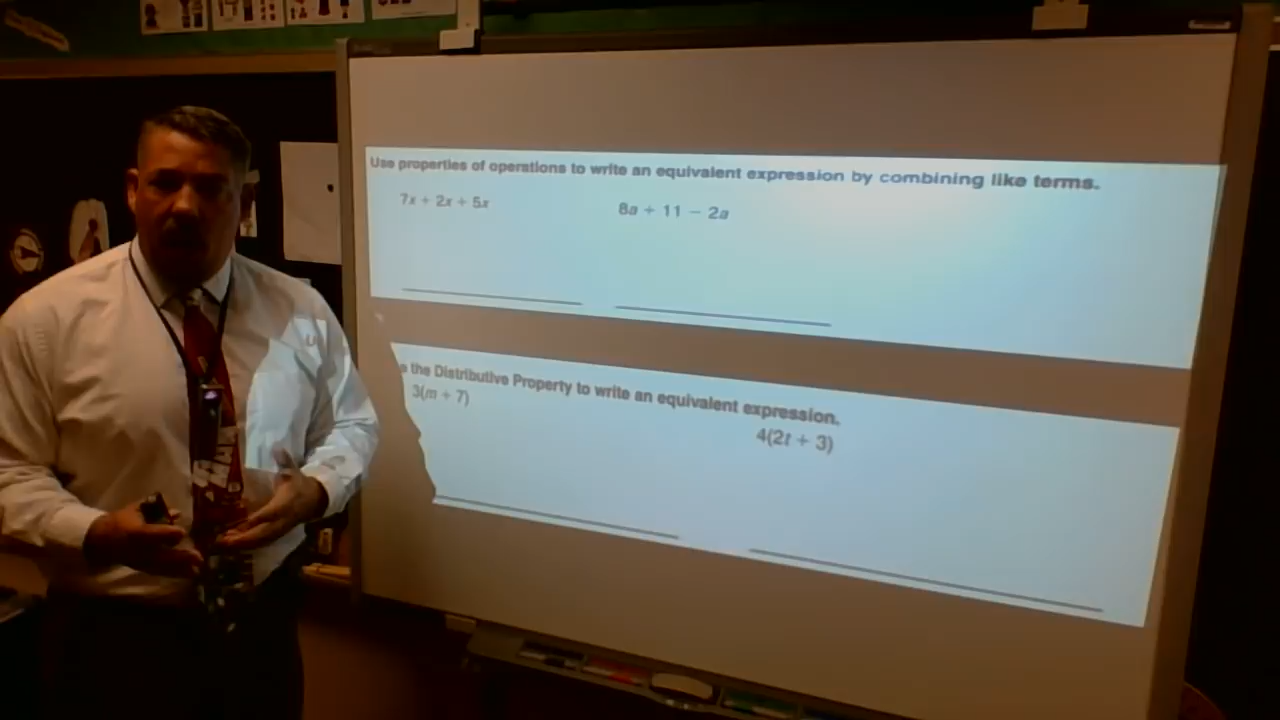 Use properties of operations to write an equivalent expression by combining like terms.
7x + 2x + 5x
8a + 11 - 2a
e the Distributive Property to write an equivalent expression.
3(m + 7)
4(2t + 3)